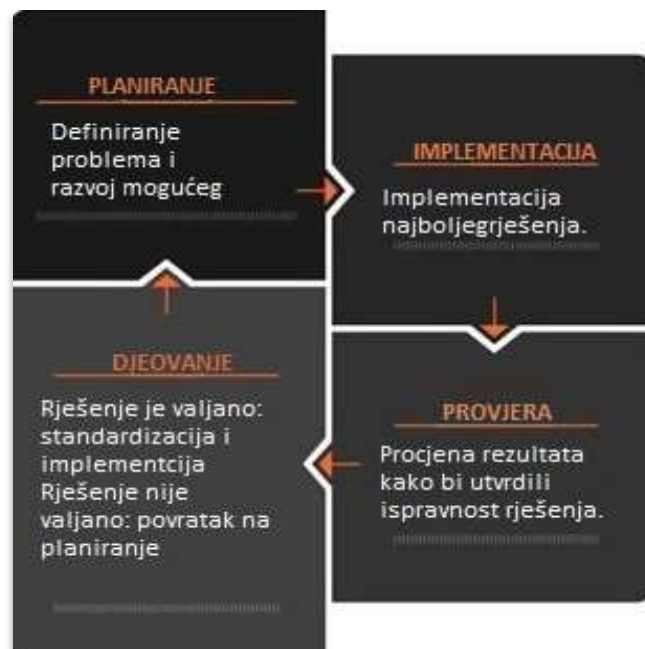 PLANIRANJE
Definiranje
problema i
razvoj mogućeg
IMPLEMENTACIJA
Implementacija
najboljegrješenja.
PROVJERA
Procjena rezultata
kako bi utvrdili
ispravnost rješenja.
DJEOVANJE
Rješenje je valjano:
standardizacija i
implementcija
Rješenje nije
valjano: povratak na
planiranje